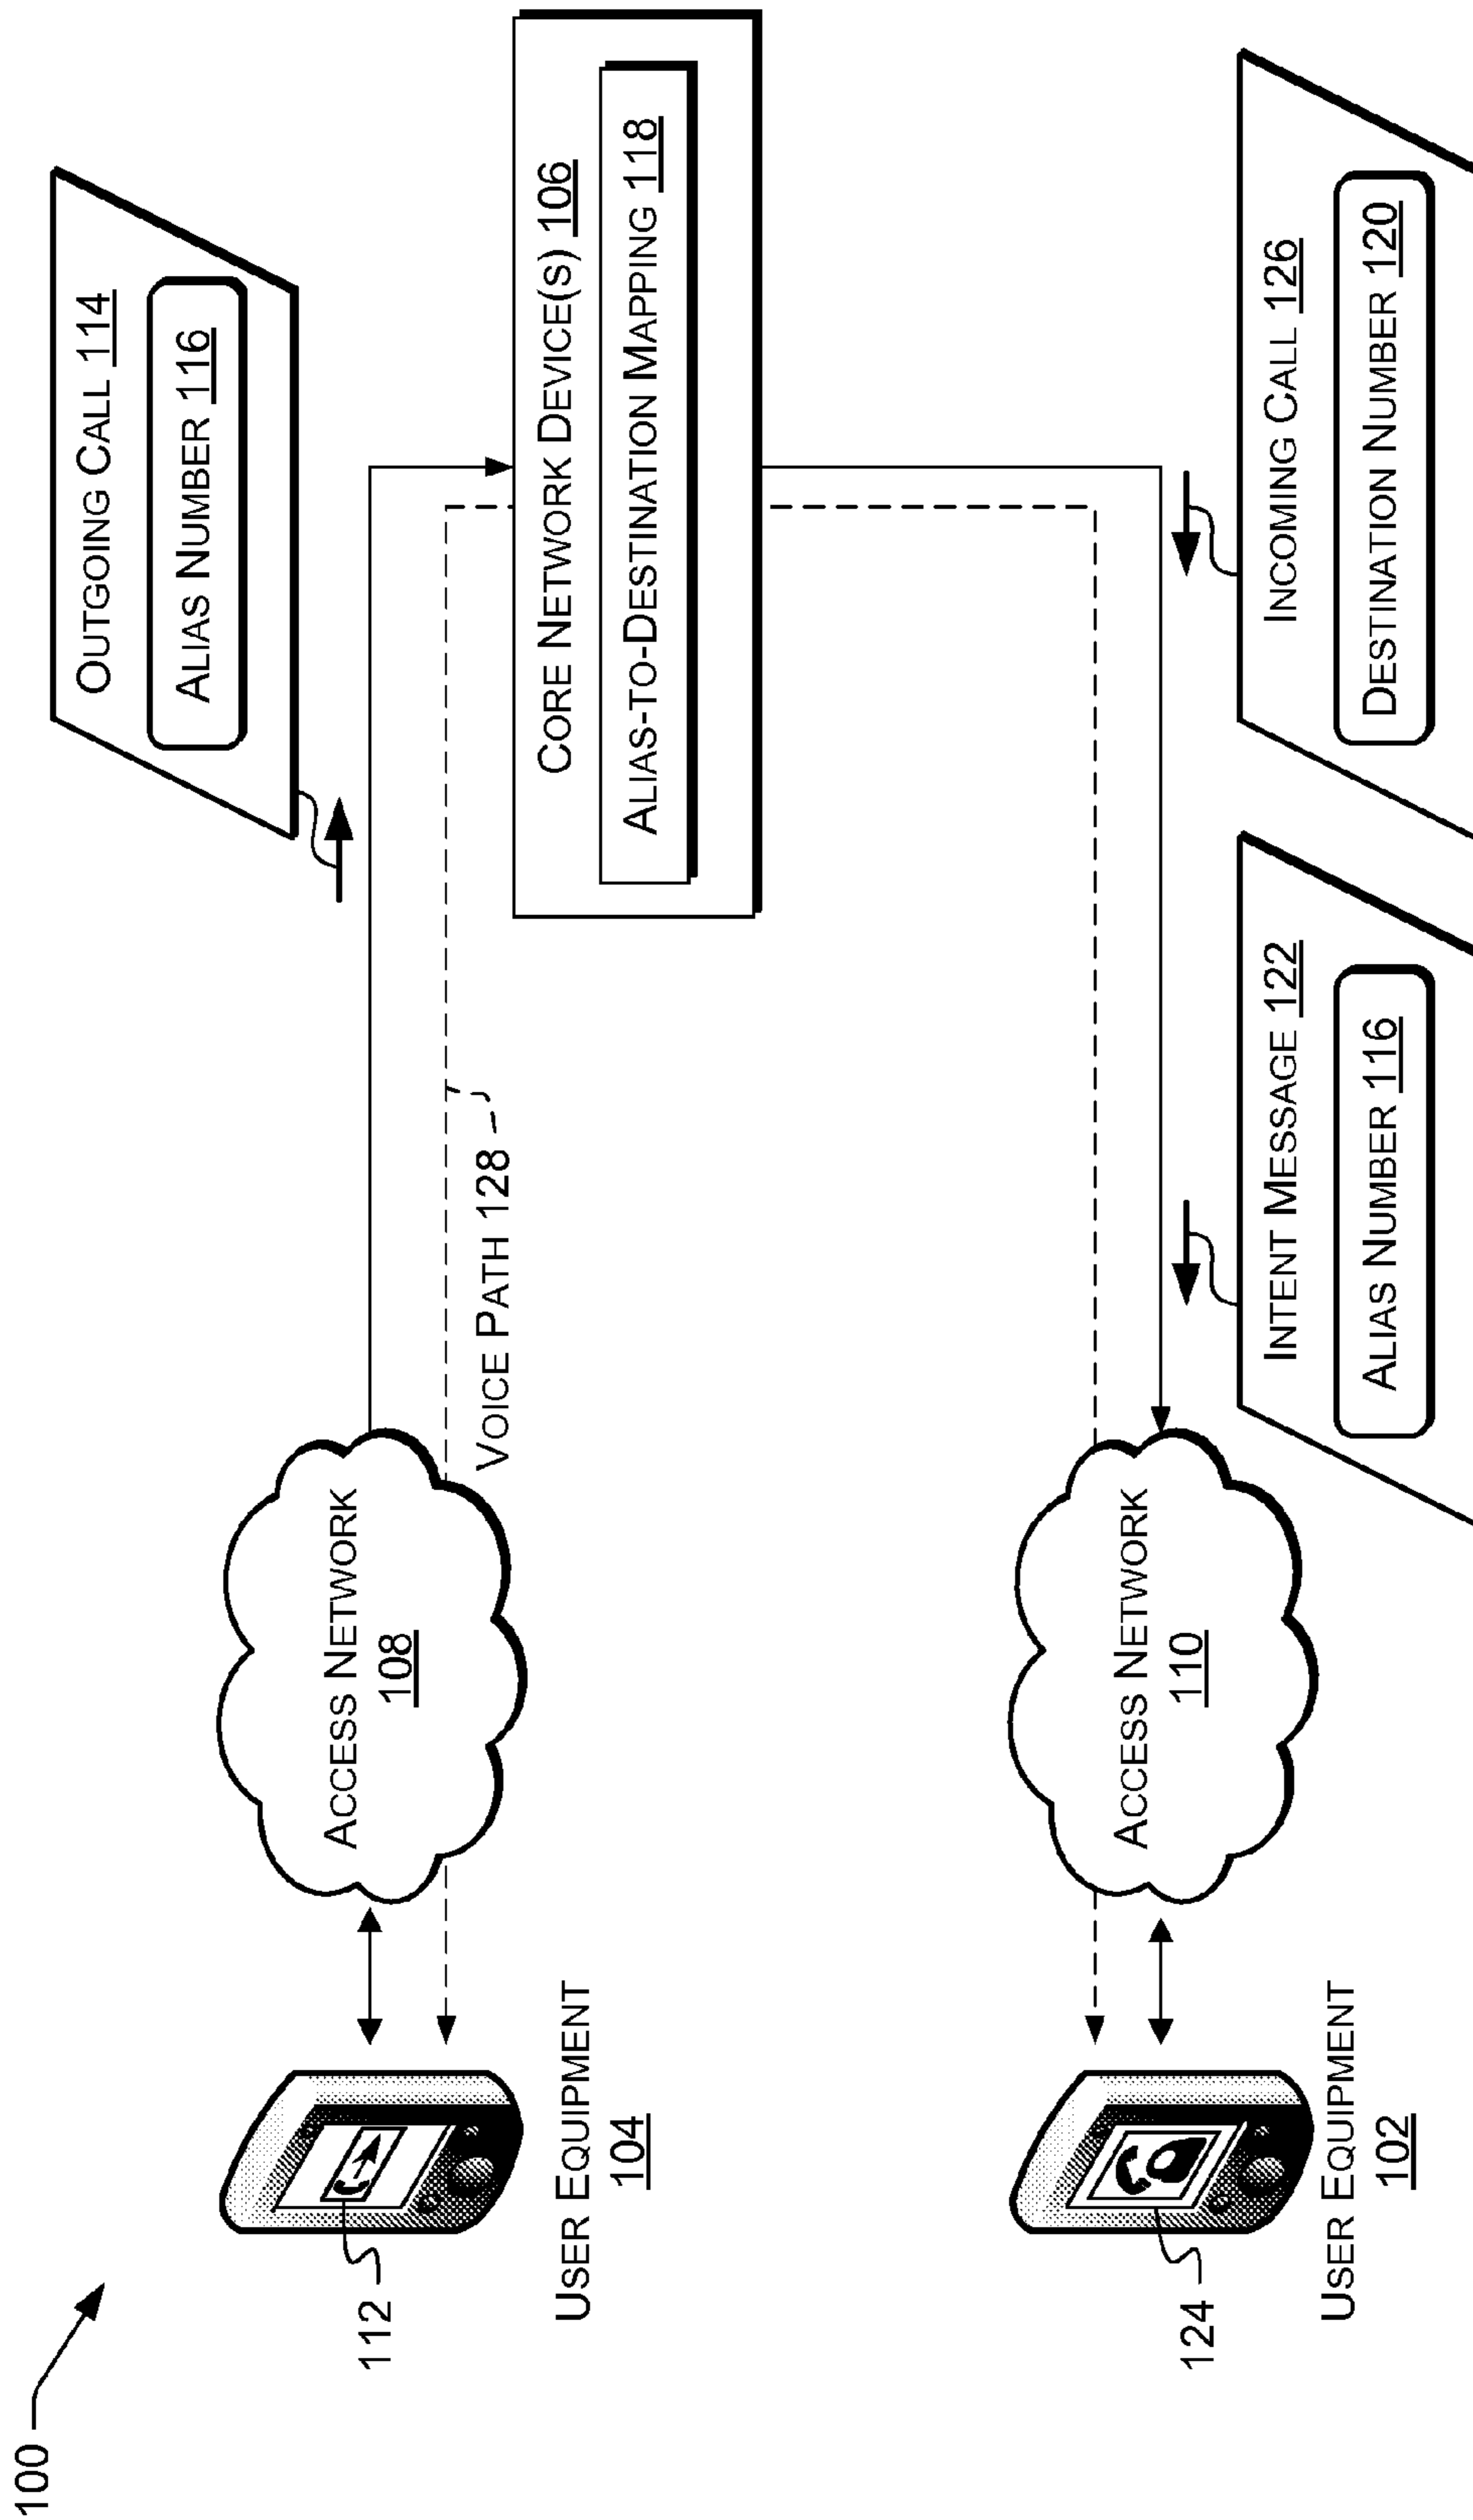 100
OUTGOING CALL 114
ALIAS NUMBER 116
112
ACCESS NETWORK
108
VOICE PATH 128
USER EQUIPMENT
104
CORE NETWORK DEVICE(S) 106
ALIAS-TO-DESTINATION MAPPING 118
124
ACCESS NETWORK
110
USER EQUIPMENT
102
INTENT MESSAGE 122
ALIAS NUMBER 116
INCOMING CALL 126
DESTINATION NUMBER 120